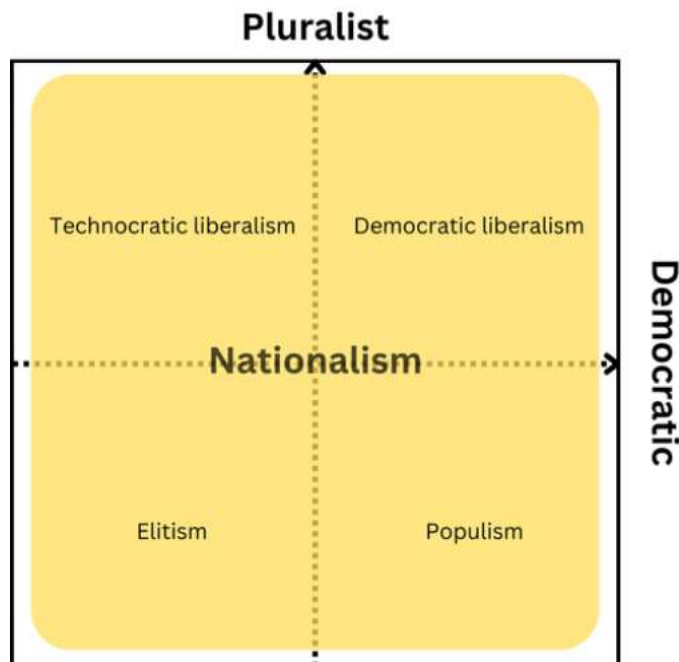 Pluralist
Technocratic liberalism
Democratic liberalism
Democratic
Nationalism
Elitism
Populism